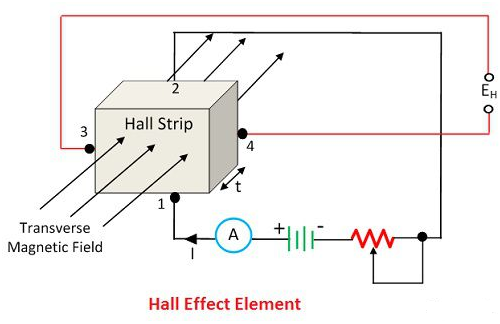 2
E_H
Hall Strip
3
4
t
1
Transverse
Magnetic Field
I
A
+
-
Hall Effect Element